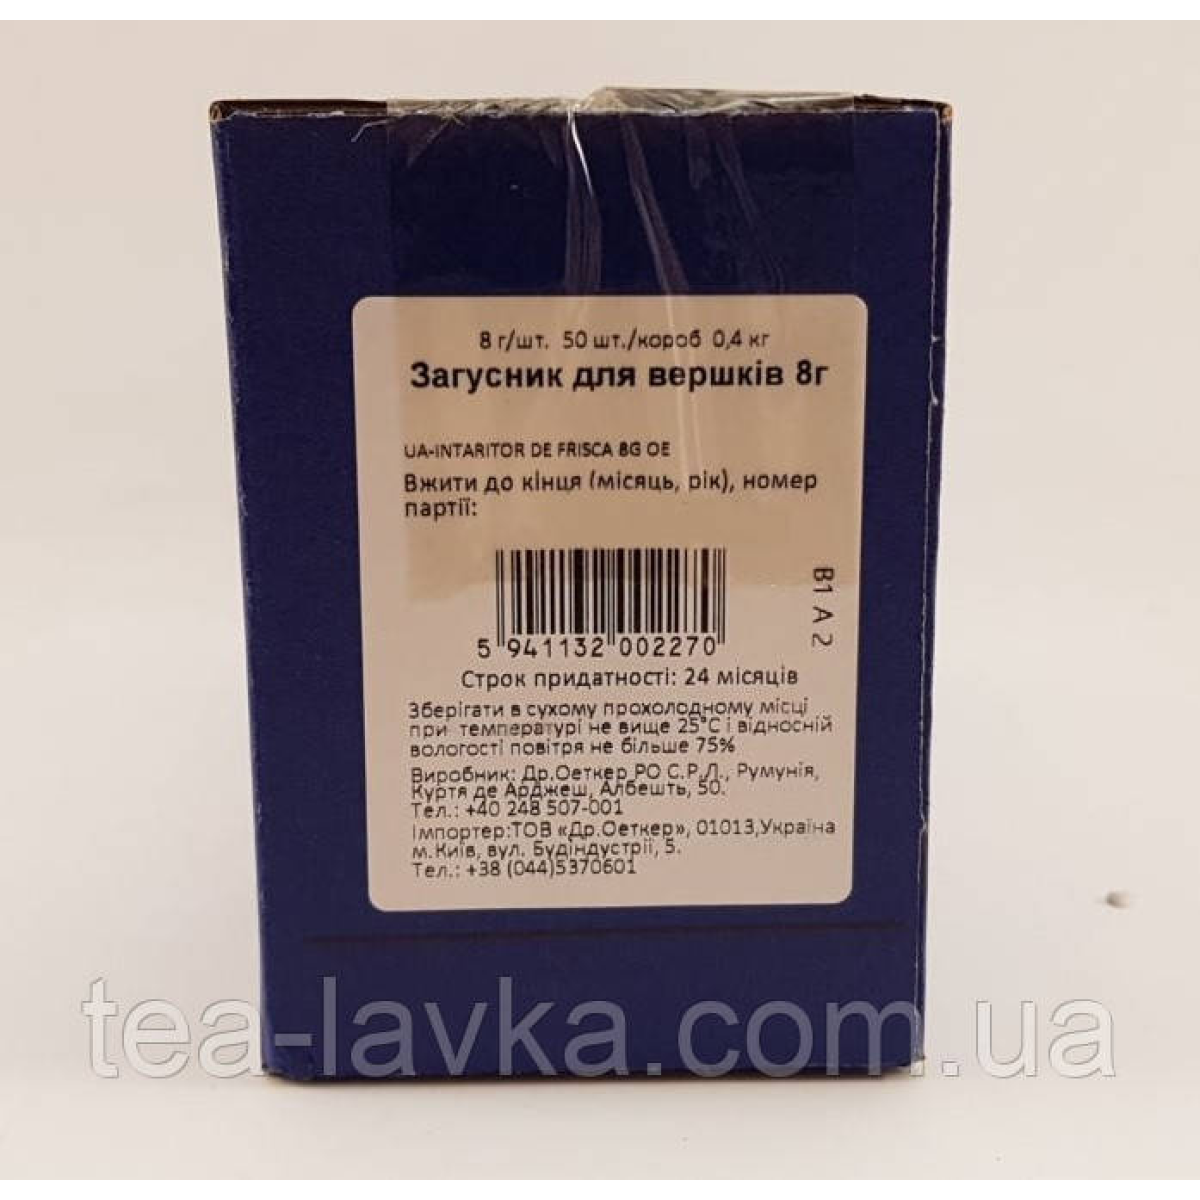 8 г/шт. 50 шт./короб 0,4 кг
Загусник для вершків 8г
UA-INTARITOR DE FRISCA 8G OE
Вжити до кінця (місяць, рік), номер
партії:
B1 A 2
5 941132 002270
Строк придатності: 24 місяців
Зберігати в сухому прохолодному місці
при температурі не вище 25°С і відносній
вологості повітря не більше 75%
Виробник: Др.Оеткер РО С.Р.Л., Румунія,
Куртя де Арджеш, Албешть, 50.
Тел.: +40 248 507-001
Імпортер:ТОВ «Др.Оеткер», 01013,Україна
м.Київ, вул. Будіндустрії, 5.
Тел.: +38 (044)5370601
tea-lavka.com.ua